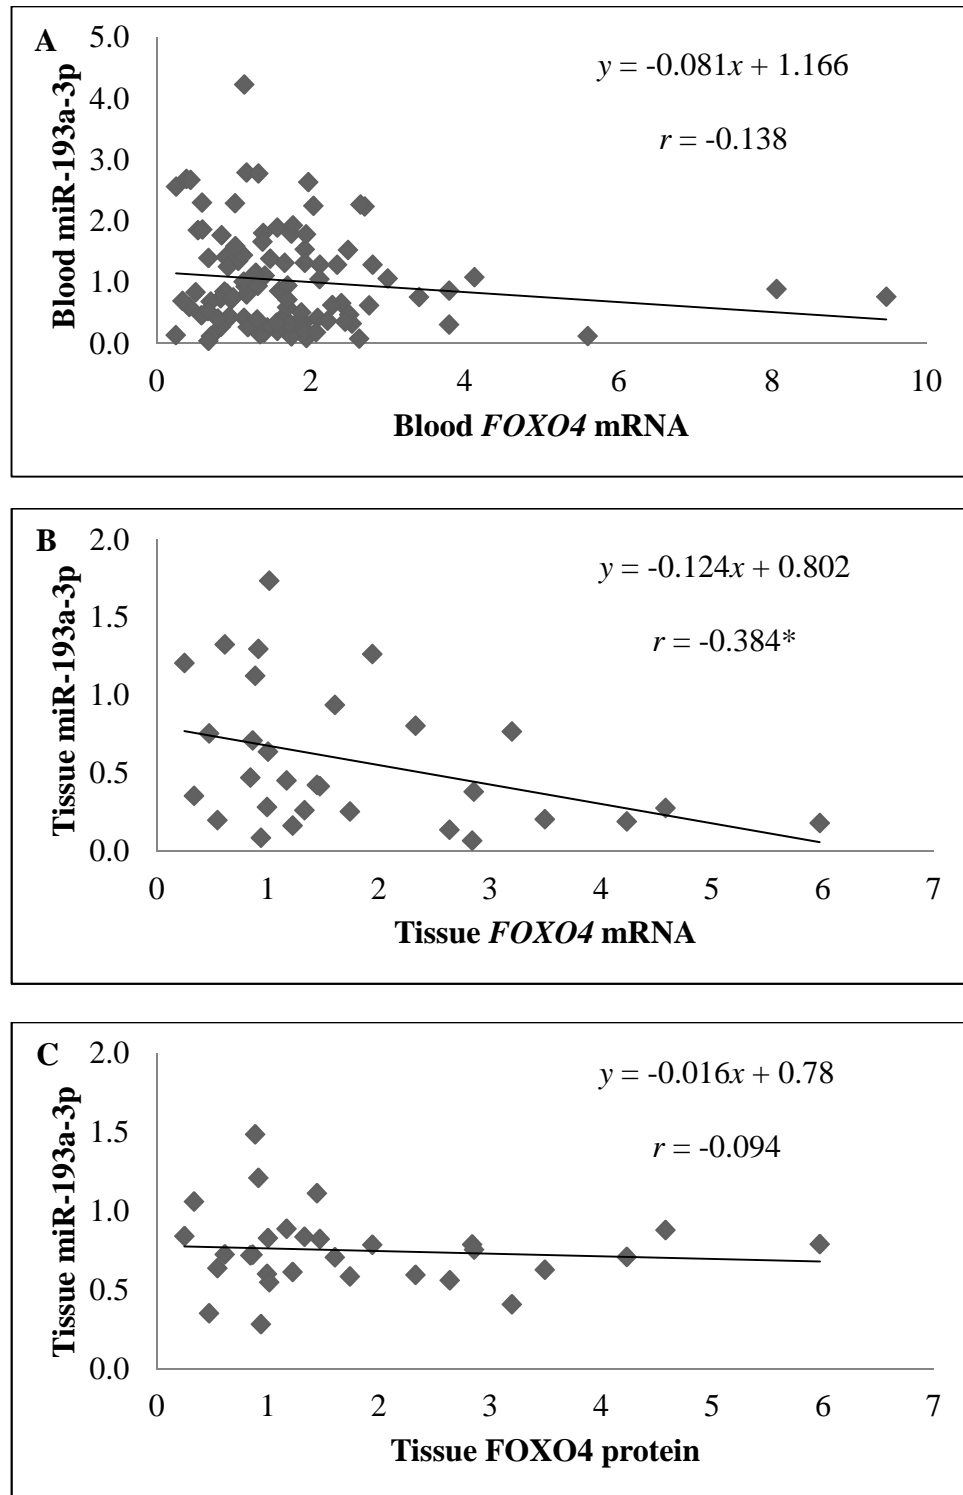 A
Blood miR-193a-3p
5.0
4.0
3.0
2.0
1.0
0.0
y = -0.081x + 1.166
r = -0.138
0 2 4 6 8 10
Blood FOXO4 mRNA
B
Tissue miR-193a-3p
2.0
1.5
1.0
0.5
0.0
y = -0.124x + 0.802
r = -0.384*
0 1 2 3 4 5 6 7
Tissue FOXO4 mRNA
C
Tissue miR-193a-3p
2.0
1.5
1.0
0.5
0.0
y = -0.016x + 0.78
r = -0.094
0 1 2 3 4 5 6 7
Tissue FOXO4 protein